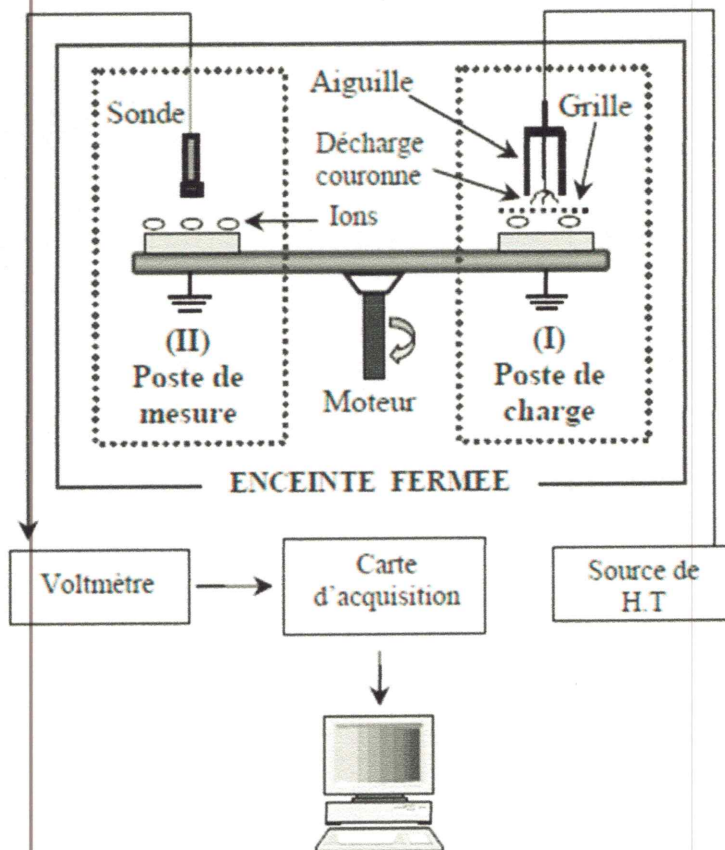 Aiguille
Grille
Sonde
Décharge
couronne
Ions
(II)
Poste de
mesure
Moteur
(I)
Poste de
charge
ENCEINTE FERMEE
Voltmètre
Carte
d'acquisition
Source de
H.T